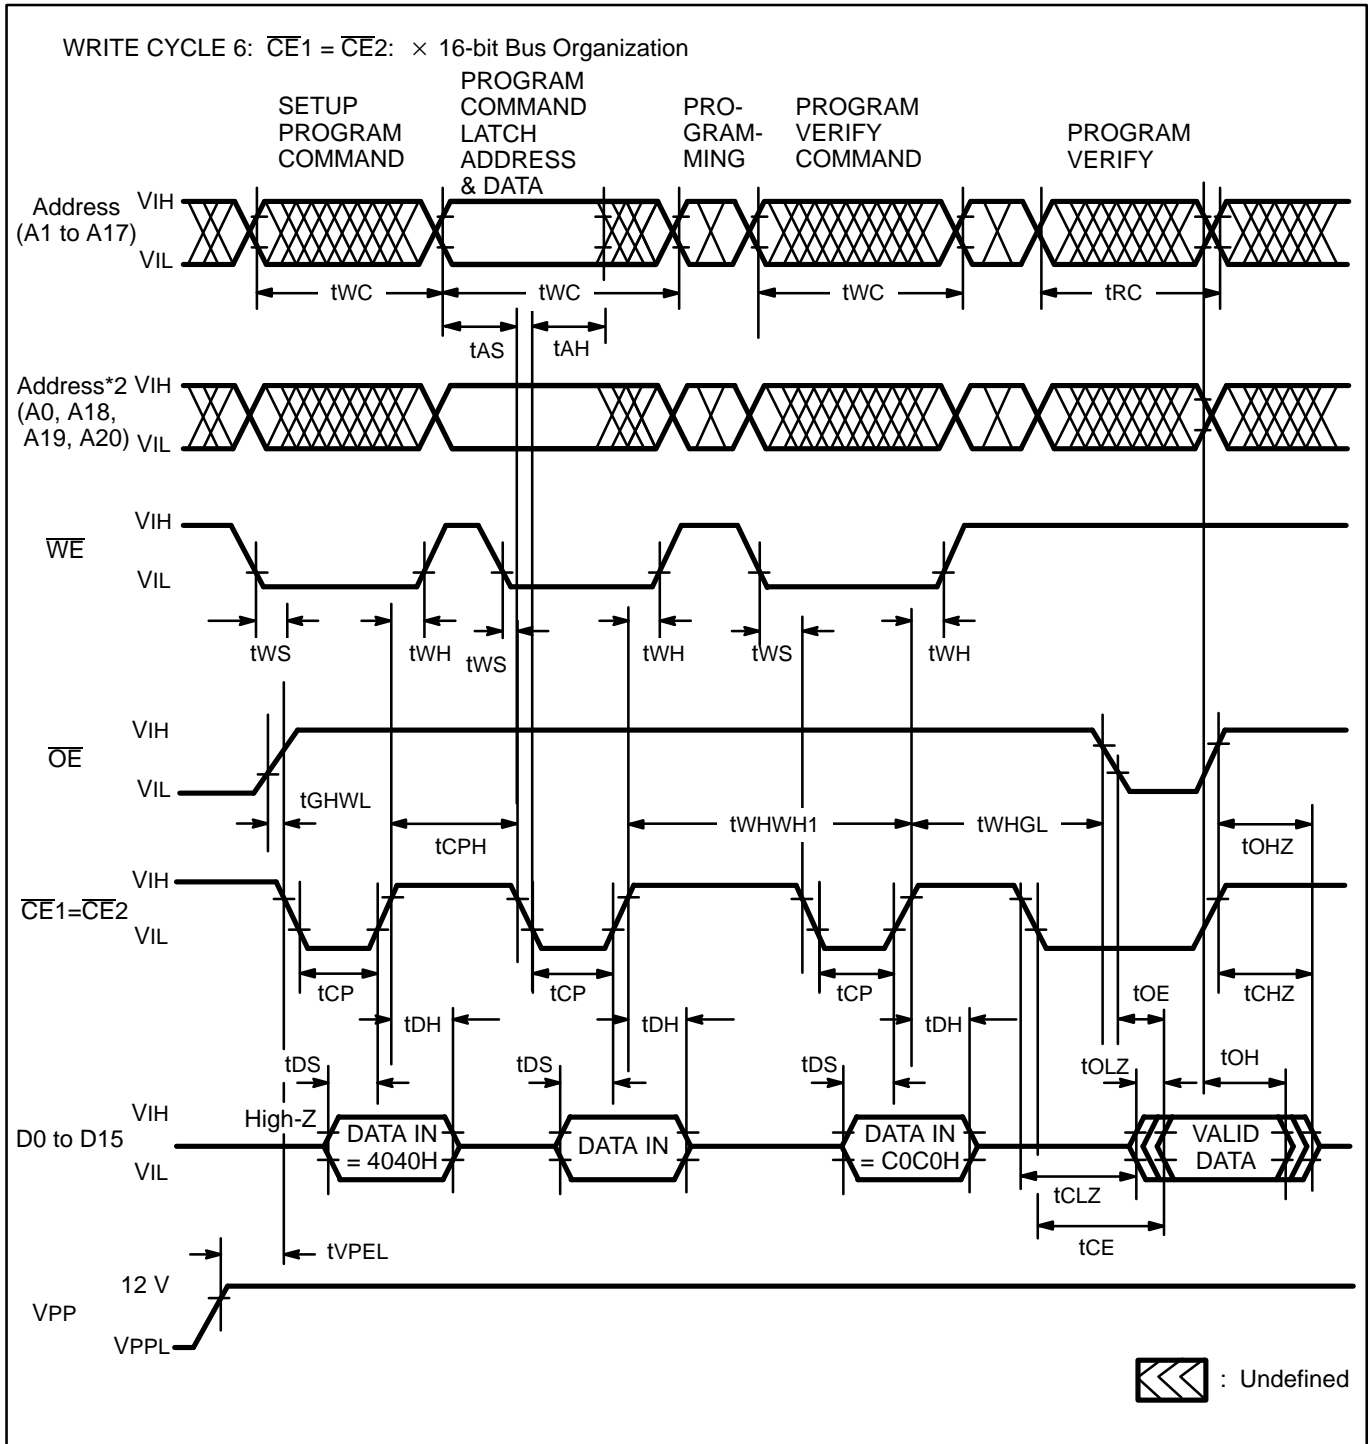 WRITE CYCLE 6: CE1 = CE2: × 16-bit Bus Organization
SETUP
PROGRAM
COMMAND
PROGRAM
COMMAND
LATCH
ADDRESS
& DATA
PRO-
GRAM-
MING
PROGRAM
VERIFY
COMMAND
PROGRAM
VERIFY
Address
(A1 to A17)
VIH
VIL
tWC
tWC
tWC
tRC
tAS
tAH
Address*2
(A0, A18,
A19, A20)
VIH
VIL
WE
VIH
VIL
tWS
tWH
tWS
tWH
tWS
tWH
OE
VIH
VIL
tGHWL
tCPH
tWHWH1
tWHGL
tOHZ
CE1=CE2
VIH
VIL
tCP
tCP
tCP
tOE
tCHZ
tDH
tDH
tDH
tDS
tDS
tDS
tOLZ
tOH
D0 to D15
VIH
VIL
High-Z
DATA IN
= 4040H
DATA IN
DATA IN
= C0C0H
VALID
DATA
tCLZ
tCE
tVPEL
VPP
12 V
VPPL
: Undefined